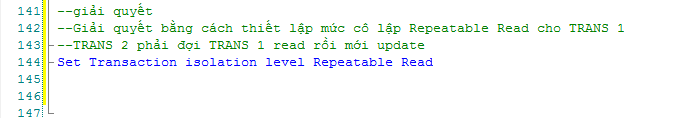 141 --giải quyết
142 --Giải quyết bằng cách thiết lập mức cô lập Repeatable Read cho TRANS 1
143 --TRANS 2 phải đợi TRANS 1 read rồi mới update
144 Set Transaction isolation level Repeatable Read
145
146
147